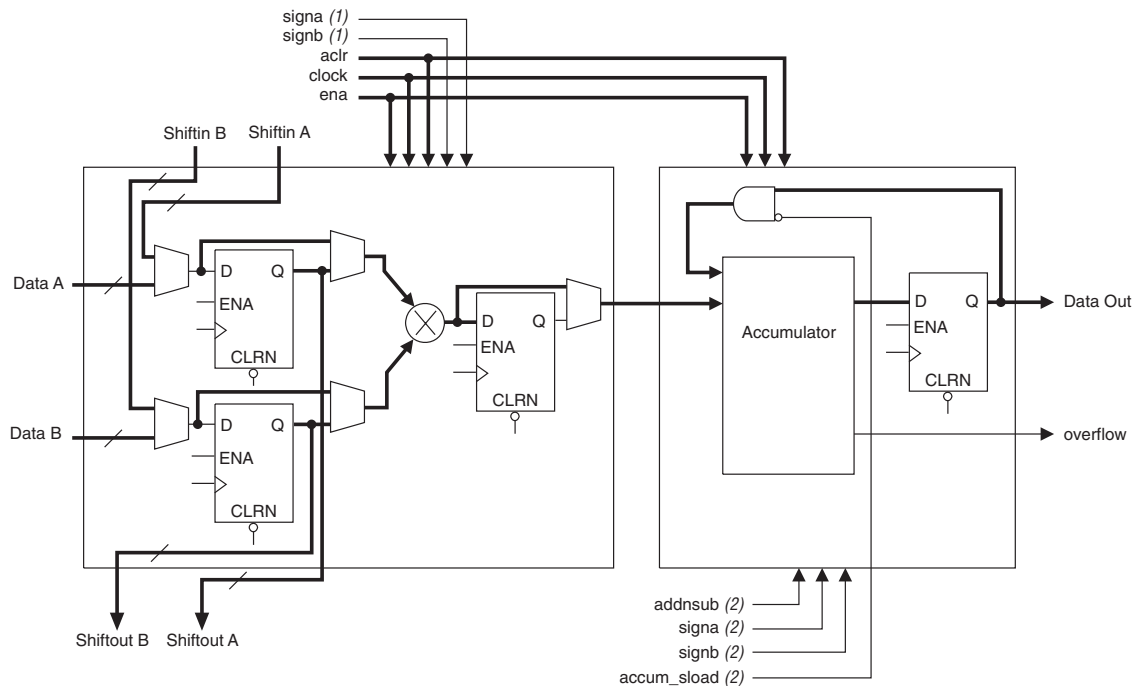 signa (1)
signb (1)
aclr
clock
ena
Shiftin B
Shiftin A
Data A
D Q
ENA
CLRN
D Q
ENA
CLRN
Accumulator
D Q
ENA
CLRN
Data Out
Data B
D Q
ENA
CLRN
overflow
Shiftout B
Shiftout A
addnsub (2)
signa (2)
signb (2)
accum_sload (2)